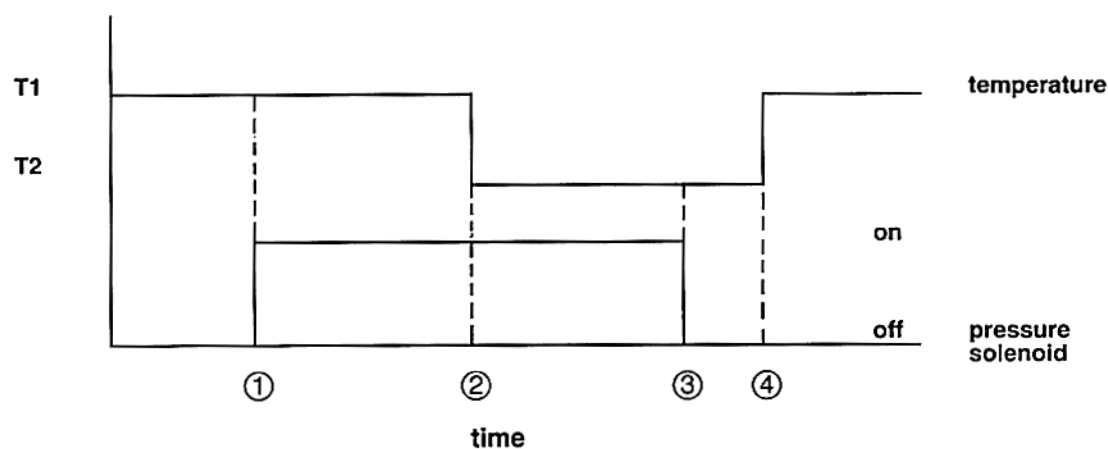 T1
temperature
T2
on
off
pressure
solenoid
① ② ③ ④
time